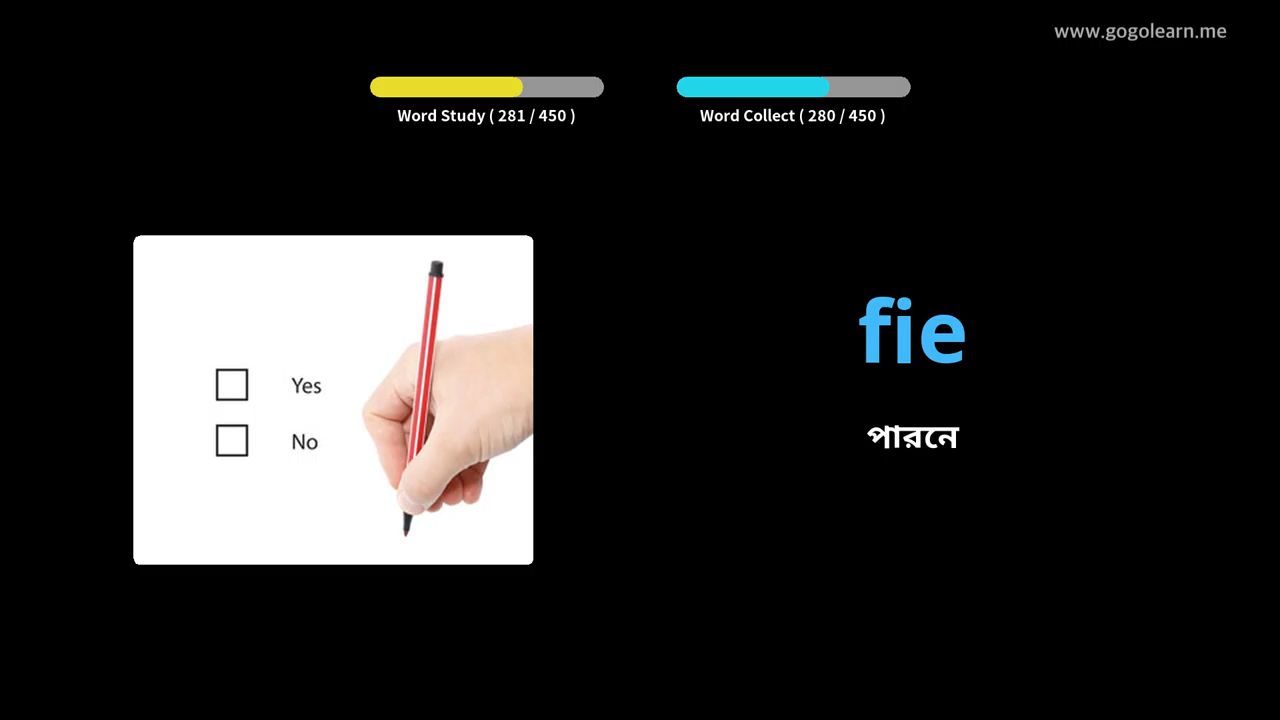 www.gogolearn.me
Word Study ( 281 / 450 )
Word Collect ( 280 / 450 )
Yes
No
fie
পারনে